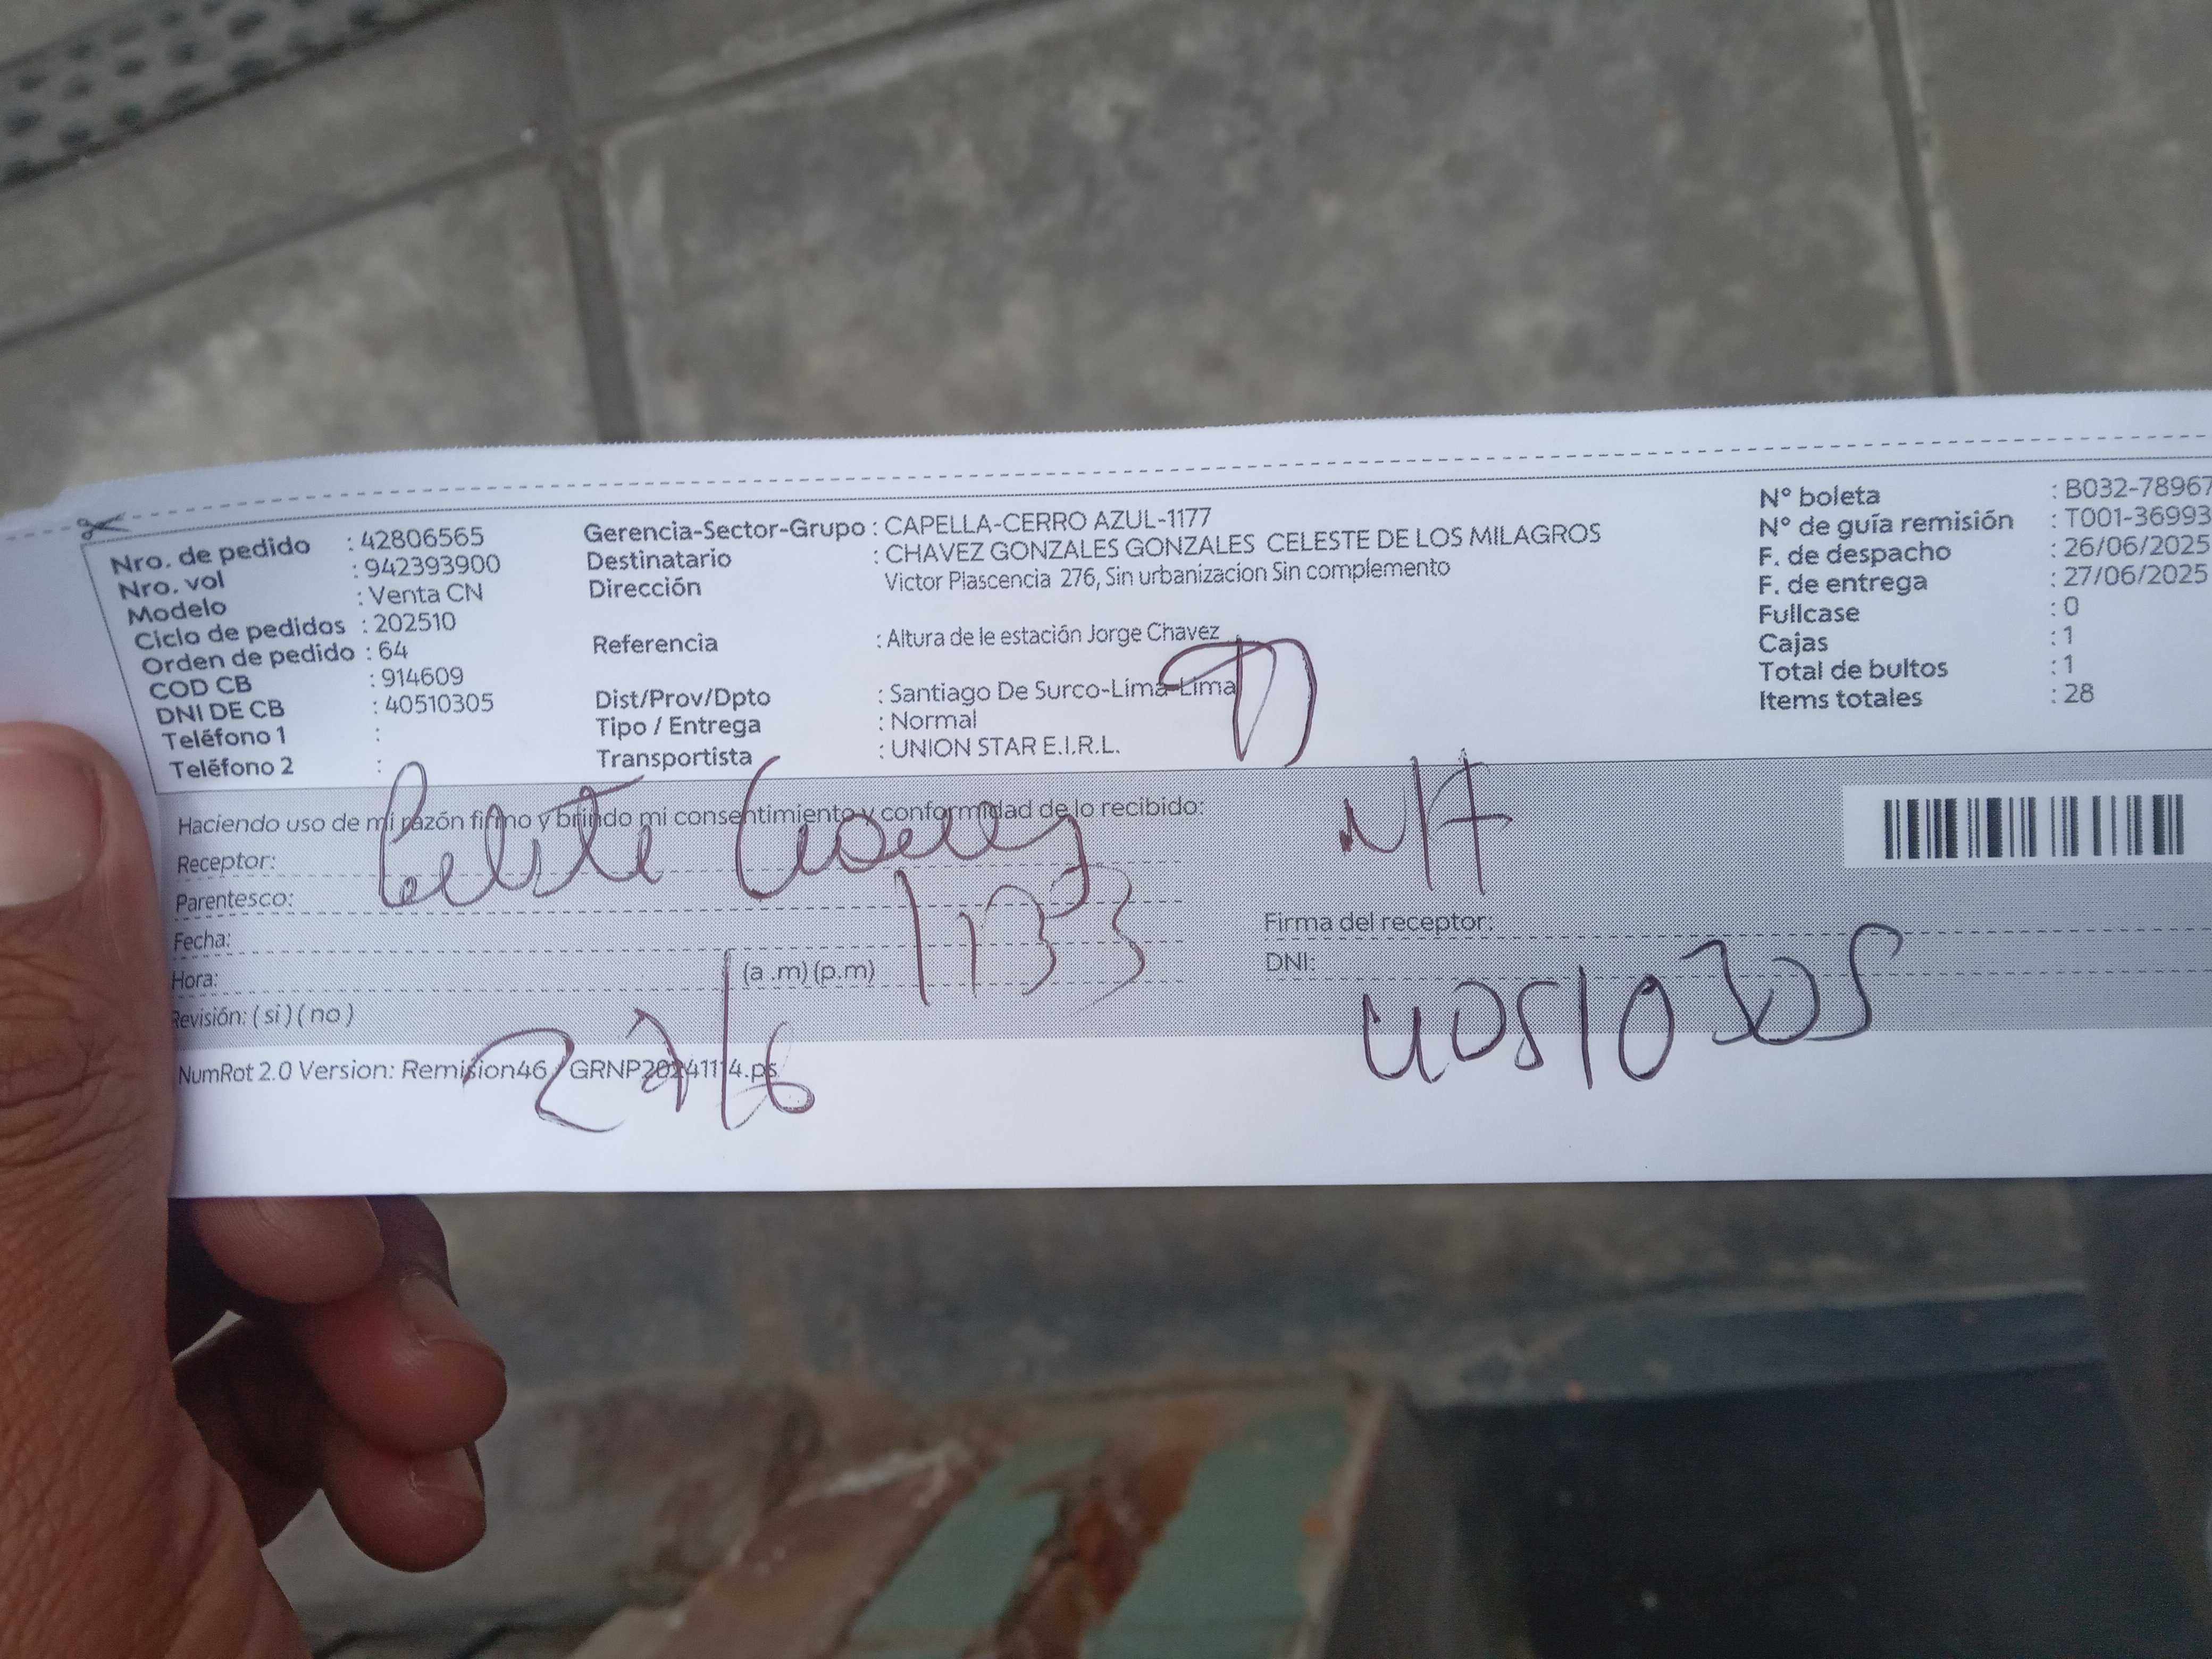 Nro. de pedido : 42806565
Nro. vol : 942393900
Modelo : Venta CN
Ciclo de pedidos : 202510
Orden de pedido : 64
COD CB : 914609
DNI DE CB : 40510305
Teléfono 1 :
Teléfono 2 :
Gerencia-Sector-Grupo : CAPELLA-CERRO AZUL-1177
Destinatario : CHAVEZ GONZALES GONZALES CELESTE DE LOS MILAGROS
Dirección Victor Plascencia 276, Sin urbanizacion Sin complemento
Referencia : Altura de le estación Jorge Chavez
Dist/Prov/Dpto : Santiago De Surco-Lima-Lima
Tipo / Entrega : Normal
Transportista : UNION STAR E.I.R.L.
N° boleta : B032-78967
N° de guía remisión : T001-36993
F. de despacho : 26/06/2025
F. de entrega : 27/06/2025
Fullcase : 0
Cajas : 1
Total de bultos : 1
Items totales : 28
Haciendo uso de mi razón firmo y brindo mi consentimiento y conformidad de lo recibido:
Receptor: Celeste
Parentesco:
Fecha:
Hora: (a .m) (p.m) 1133
Revisión: ( si ) ( no )
27/6
Firma del receptor:
DNI: 40510305
NumRot 2.0 Version: Remision46 / GRNP20241114.ps